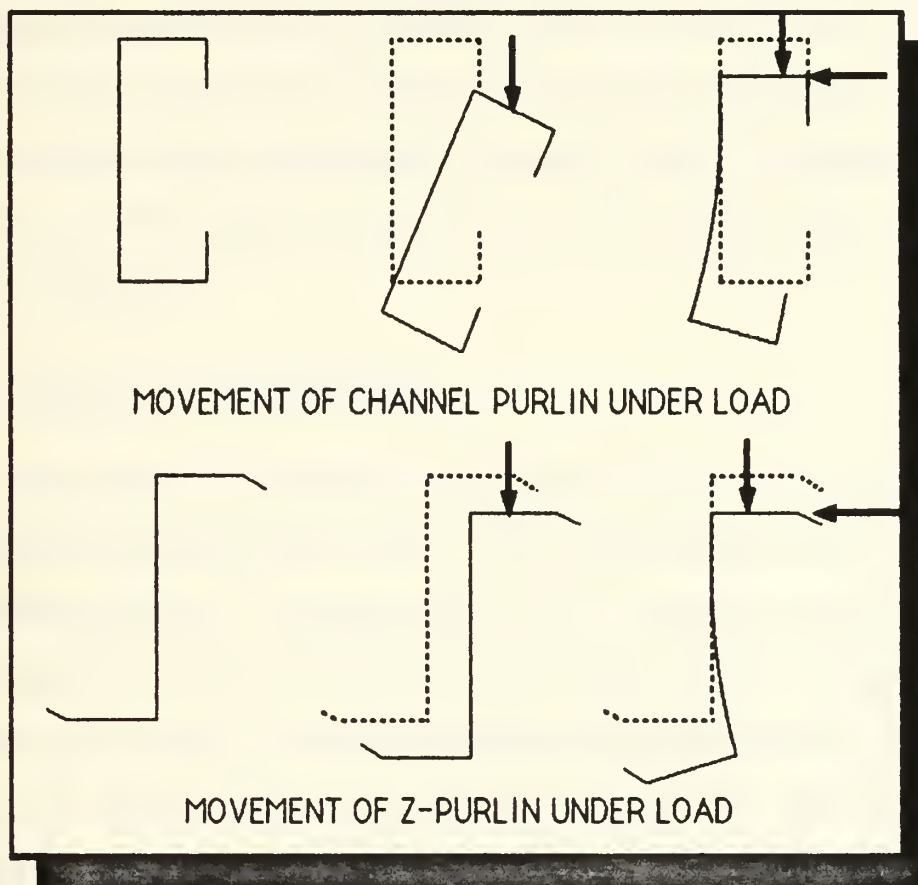 MOVEMENT OF CHANNEL PURLIN UNDER LOAD
MOVEMENT OF Z-PURLIN UNDER LOAD